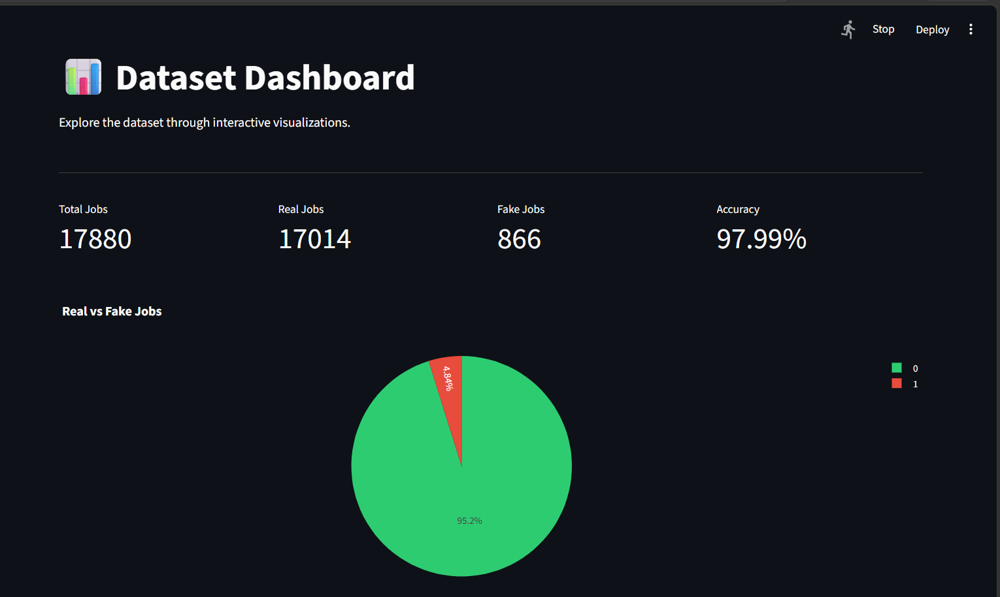 Stop
Deploy
Dataset Dashboard
Explore the dataset through interactive visualizations.
Total Jobs
Real Jobs
Fake Jobs
Accuracy
17880
17014
866
97.99%
Real vs Fake Jobs
4.84%
0
1
95.2%